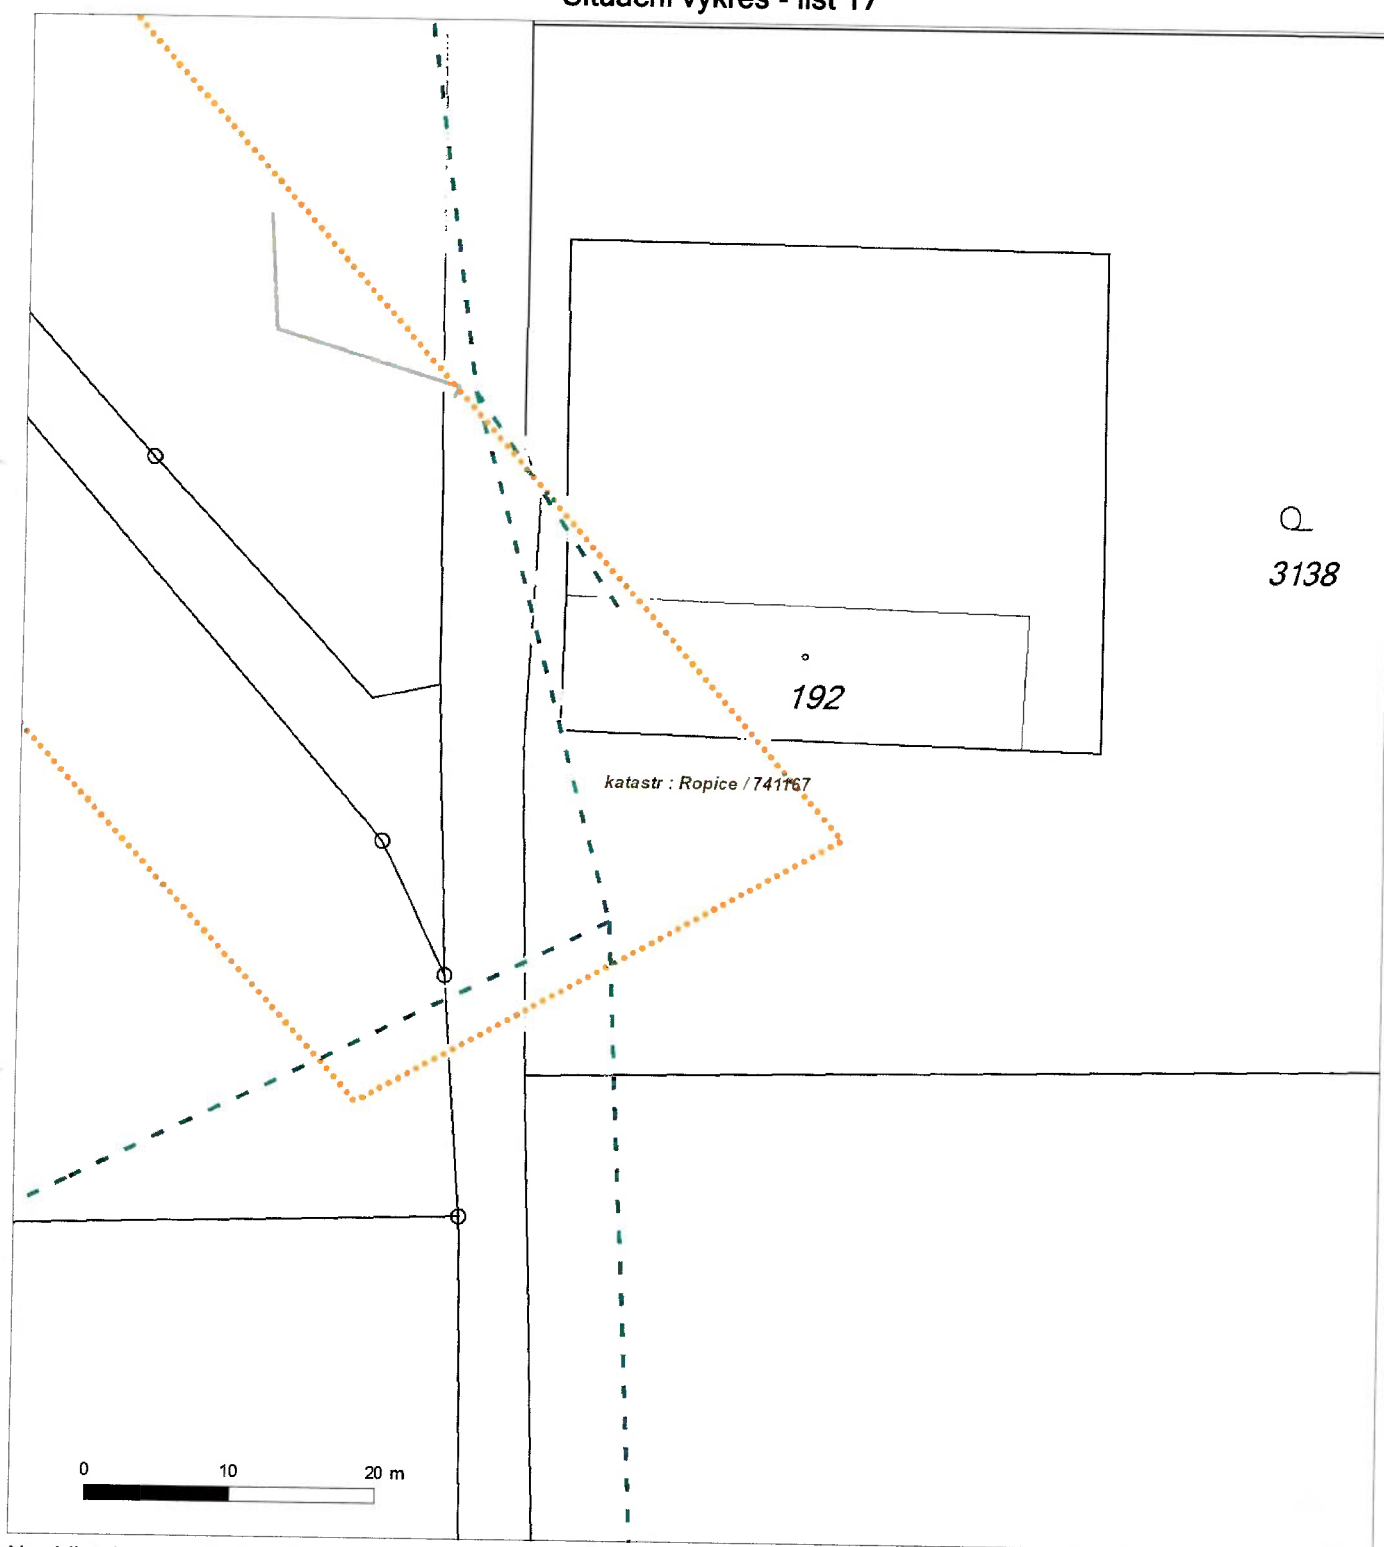 Situační výkres - list 17
3138
192
katastr : Ropice / 741167
0 10 20 m